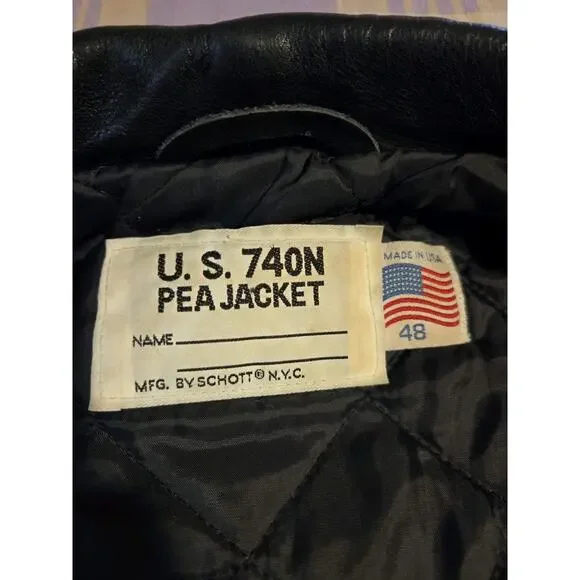 U. S. 740N
PEA JACKET
NAME
MFG. BY SCHOTT® N.Y.C.
MADE IN USA
48